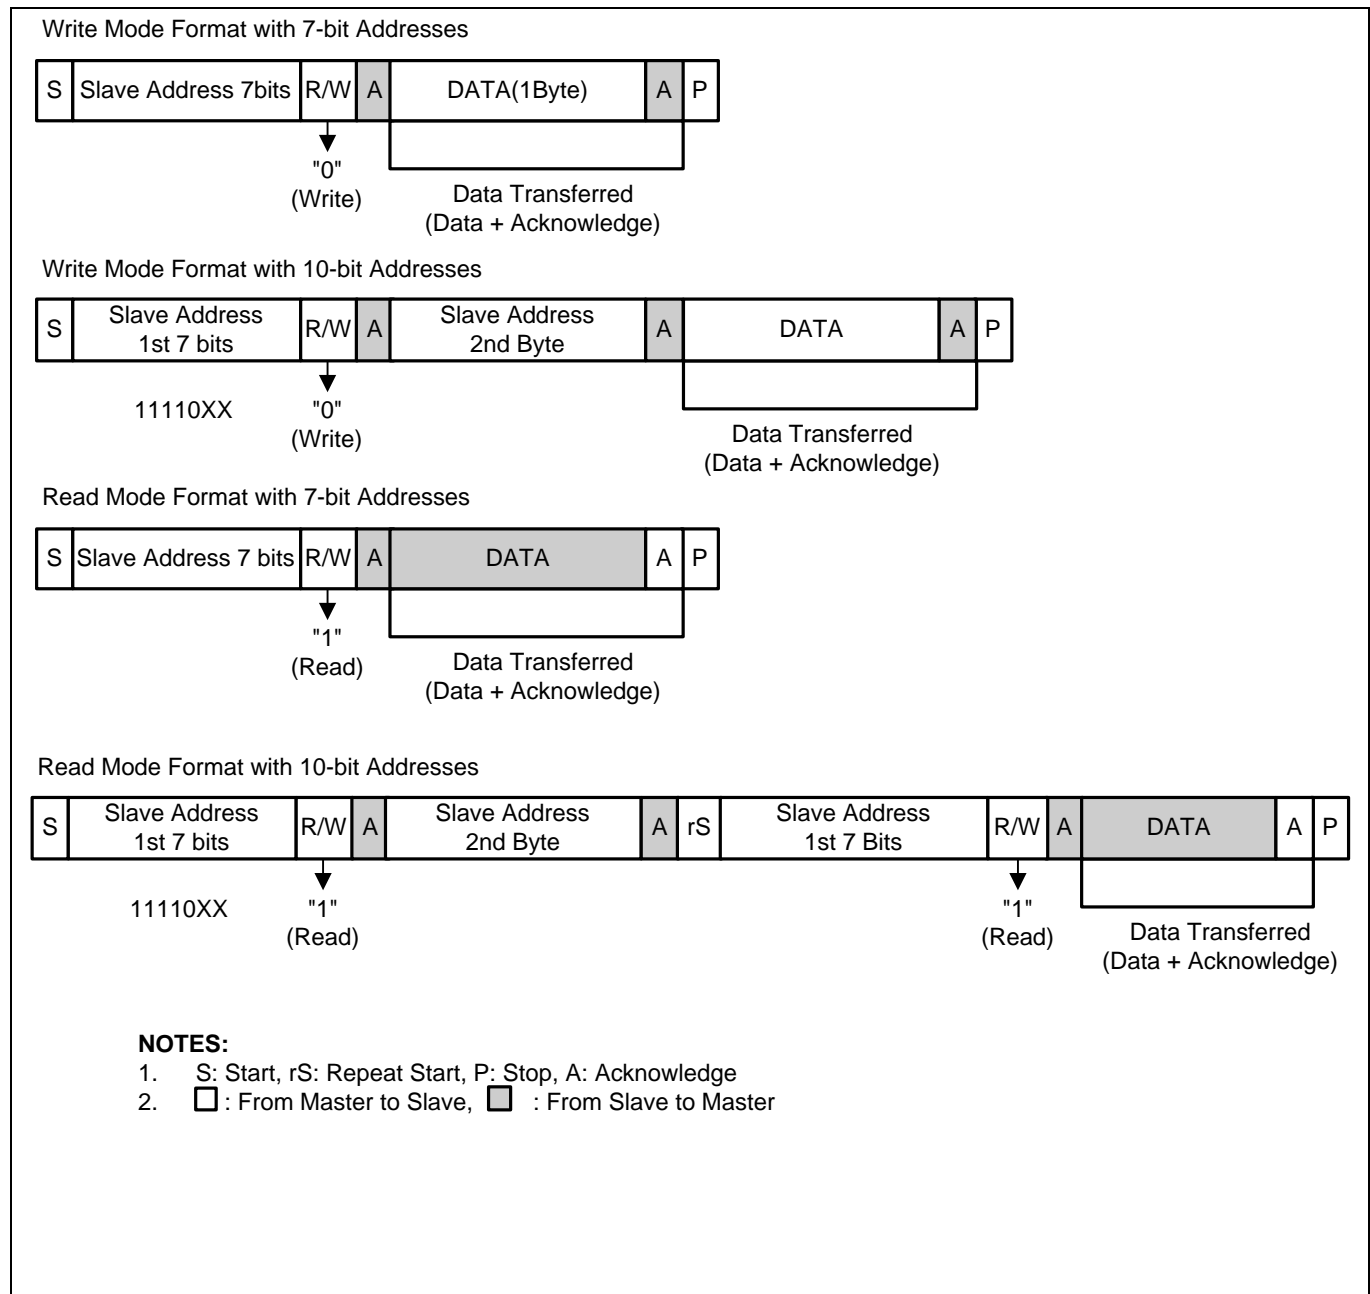 Write Mode Format with 7-bit Addresses
S Slave Address 7bits R/W A DATA(1Byte) A P
"0"
(Write)
Data Transferred
(Data + Acknowledge)
Write Mode Format with 10-bit Addresses
S Slave Address 1st 7 bits R/W A Slave Address 2nd Byte A DATA A P
11110XX "0"
(Write)
Data Transferred
(Data + Acknowledge)
Read Mode Format with 7-bit Addresses
S Slave Address 7 bits R/W A DATA A P
"1"
(Read)
Data Transferred
(Data + Acknowledge)
Read Mode Format with 10-bit Addresses
S Slave Address 1st 7 bits R/W A Slave Address 2nd Byte A rS Slave Address 1st 7 Bits R/W A DATA A P
11110XX "1" "1"
(Read) (Read)
Data Transferred
(Data + Acknowledge)
NOTES:
1. S: Start, rS: Repeat Start, P: Stop, A: Acknowledge
2. : From Master to Slave, : From Slave to Master